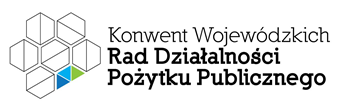 Konwent Wojewódzkich
Rad Działalności
Pożytku Publicznego